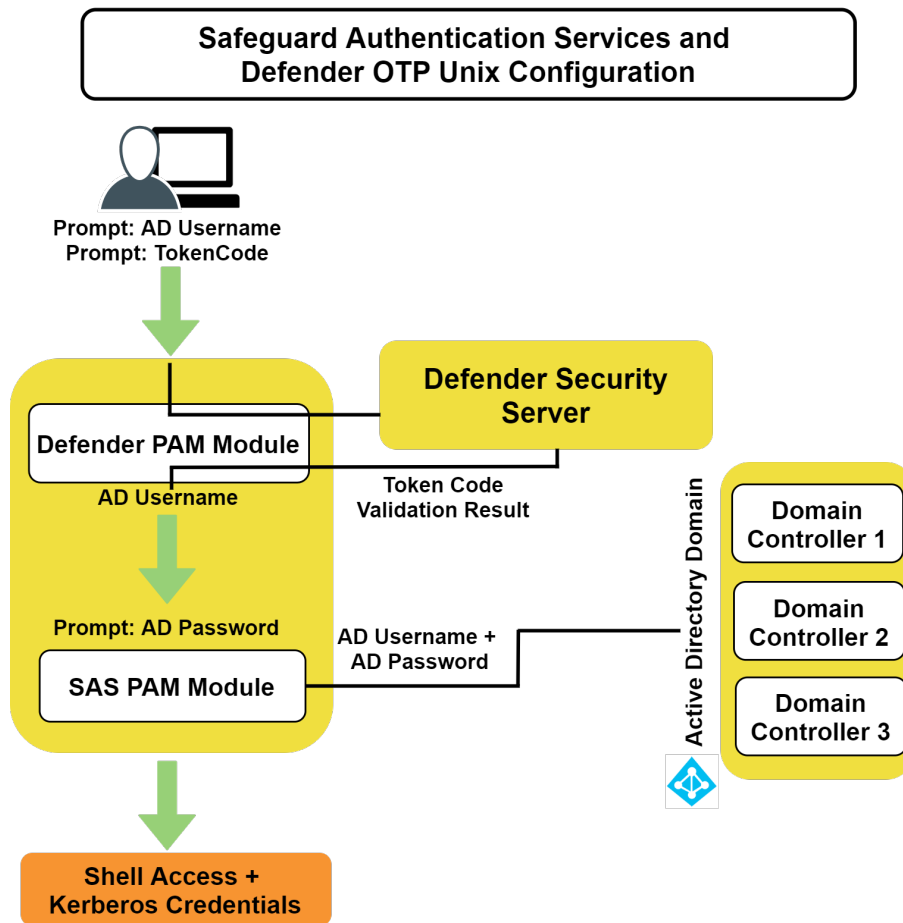 Safeguard Authentication Services and
Defender OTP Unix Configuration
Prompt: AD Username
Prompt: TokenCode
Defender Security
Server
Defender PAM Module
AD Username
Token Code
Validation Result
Active Directory Domain
Domain
Controller 1
Domain
Controller 2
Domain
Controller 3
Prompt: AD Password
AD Username +
AD Password
SAS PAM Module
Shell Access +
Kerberos Credentials